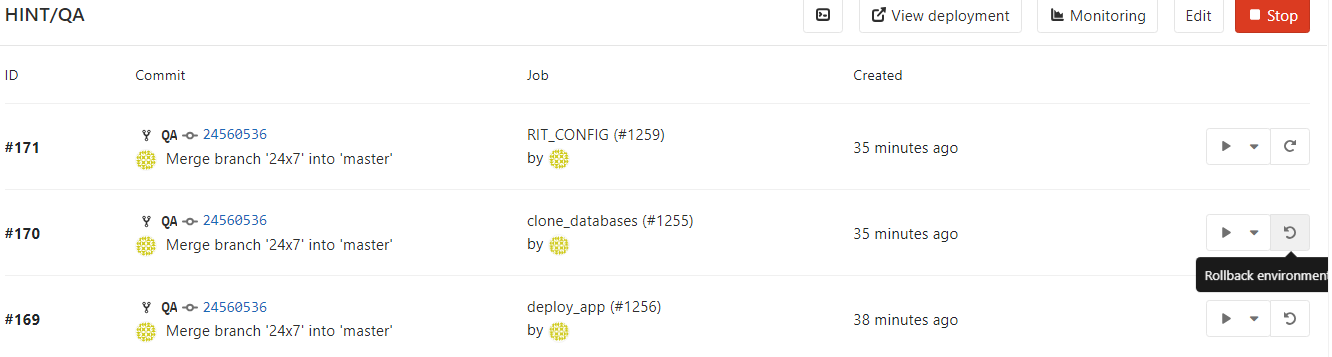 HINT/QA View deployment Monitoring Edit Stop
ID Commit Job Created
#171 QA 24560536 RIT_CONFIG (#1259) 35 minutes ago
Merge branch '24x7' into 'master' by
#170 QA 24560536 clone_databases (#1255) 35 minutes ago
Merge branch '24x7' into 'master' by
Rollback environment
#169 QA 24560536 deploy_app (#1256) 38 minutes ago
Merge branch '24x7' into 'master' by